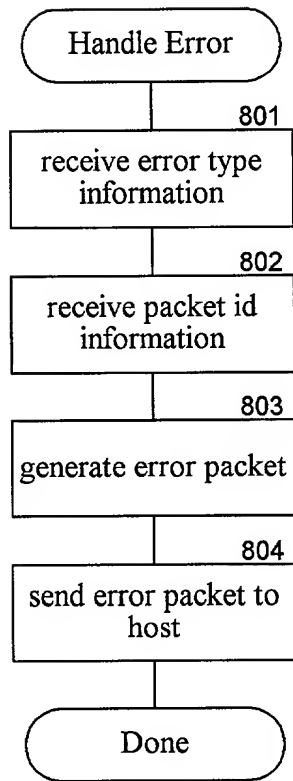 Handle Error
801
receive error type
information
802
receive packet id
information
803
generate error packet
804
send error packet to
host
Done